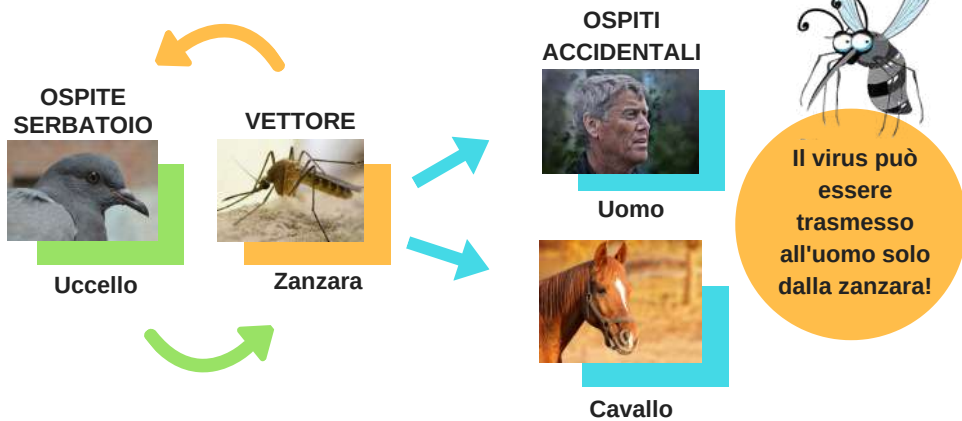 OSPITE
SERBATOIO
Uccello
VETTORE
Zanzara
OSPITI
ACCIDENTALI
Uomo
Cavallo
Il virus può
essere
trasmesso
all'uomo solo
dalla zanzara!